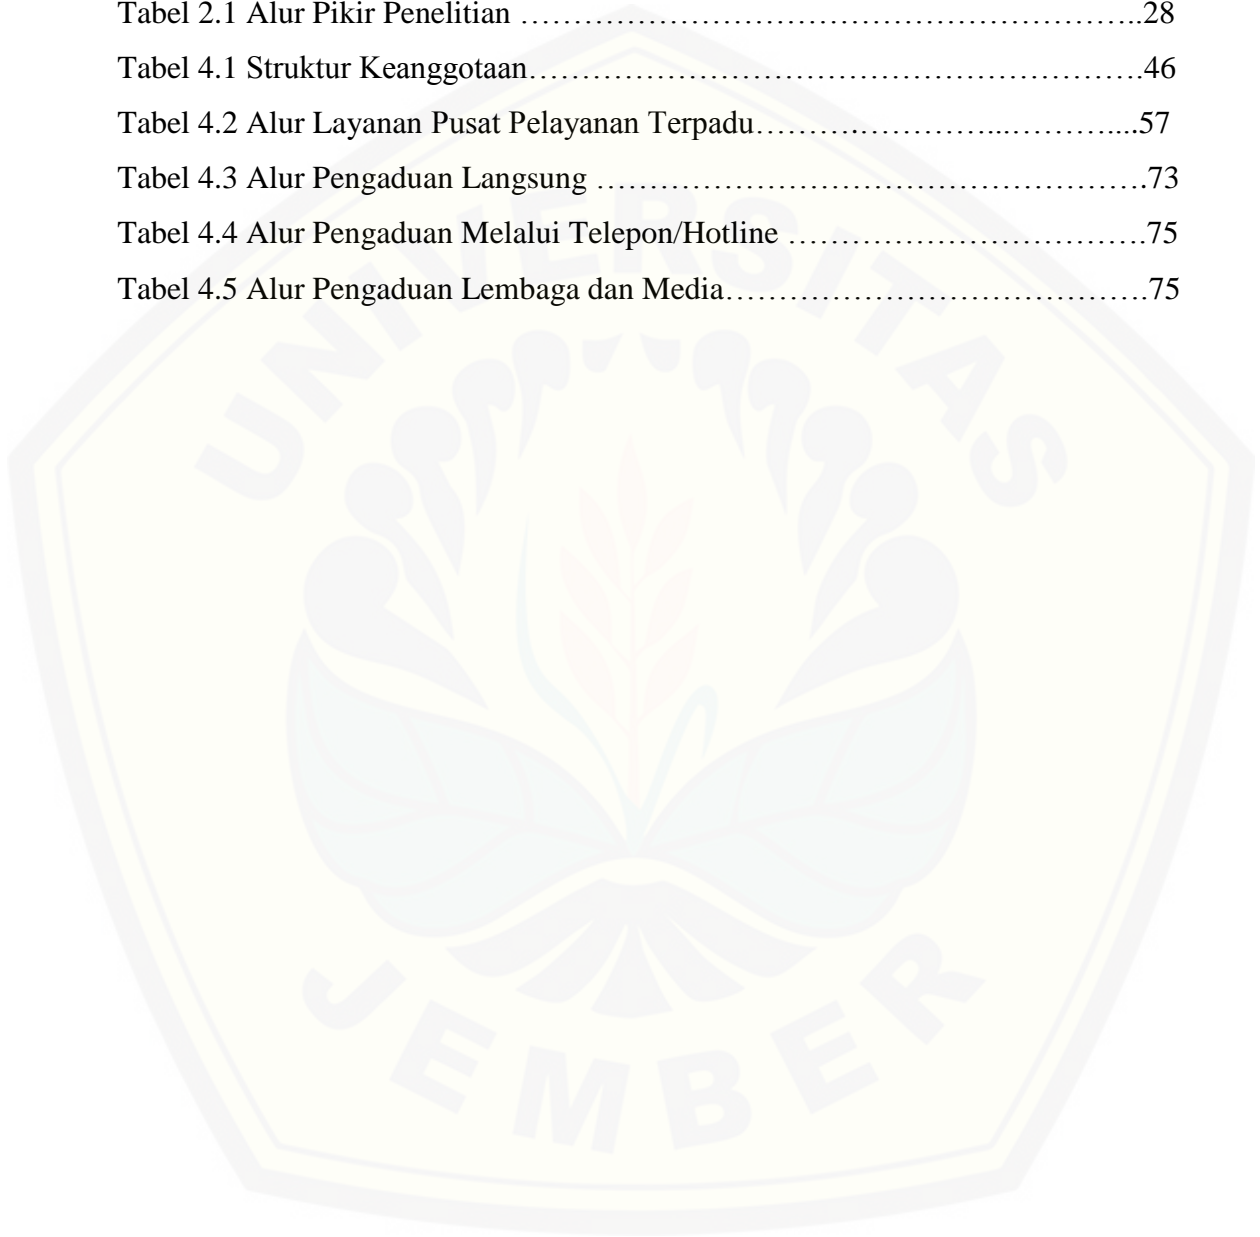 Tabel 2.1 Alur Pikir Penelitian ……………………………………………………..28
Tabel 4.1 Struktur Keanggotaan…………………………………………………….46
Tabel 4.2 Alur Layanan Pusat Pelayanan Terpadu……….…………...………....57
Tabel 4.3 Alur Pengaduan Langsung ……………………………………………….73
Tabel 4.4 Alur Pengaduan Melalui Telepon/Hotline …………………………….75
Tabel 4.5 Alur Pengaduan Lembaga dan Media………………………………….75
UNIVERSITAS
JEMBER